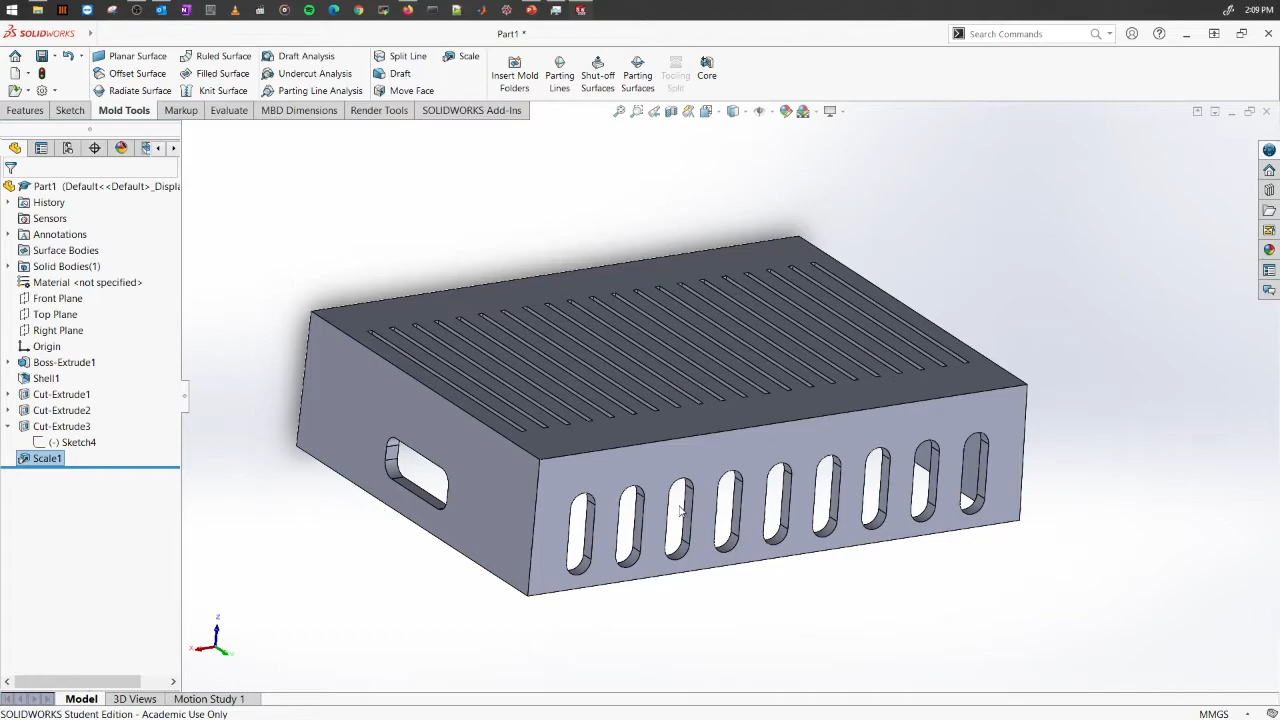 2:09 PM
SOLIDWORKS
Part1 *
Search Commands
Planar Surface
Ruled Surface
Draft Analysis
Split Line
Scale
Offset Surface
Filled Surface
Undercut Analysis
Draft
Radiate Surface
Knit Surface
Parting Line Analysis
Move Face
Insert Mold Folders
Parting Lines
Shut-off Surfaces
Parting Surfaces
Tooling Split
Core
Features
Sketch
Mold Tools
Markup
Evaluate
MBD Dimensions
Render Tools
SOLIDWORKS Add-Ins
Part1 (Default<<Default>_Displa
History
Sensors
Annotations
Surface Bodies
Solid Bodies(1)
Material <not specified>
Front Plane
Top Plane
Right Plane
Origin
Boss-Extrude1
Shell1
Cut-Extrude1
Cut-Extrude2
Cut-Extrude3
(-) Sketch4
Scale1
Model
3D Views
Motion Study 1
SOLIDWORKS Student Edition - Academic Use Only
MMGS